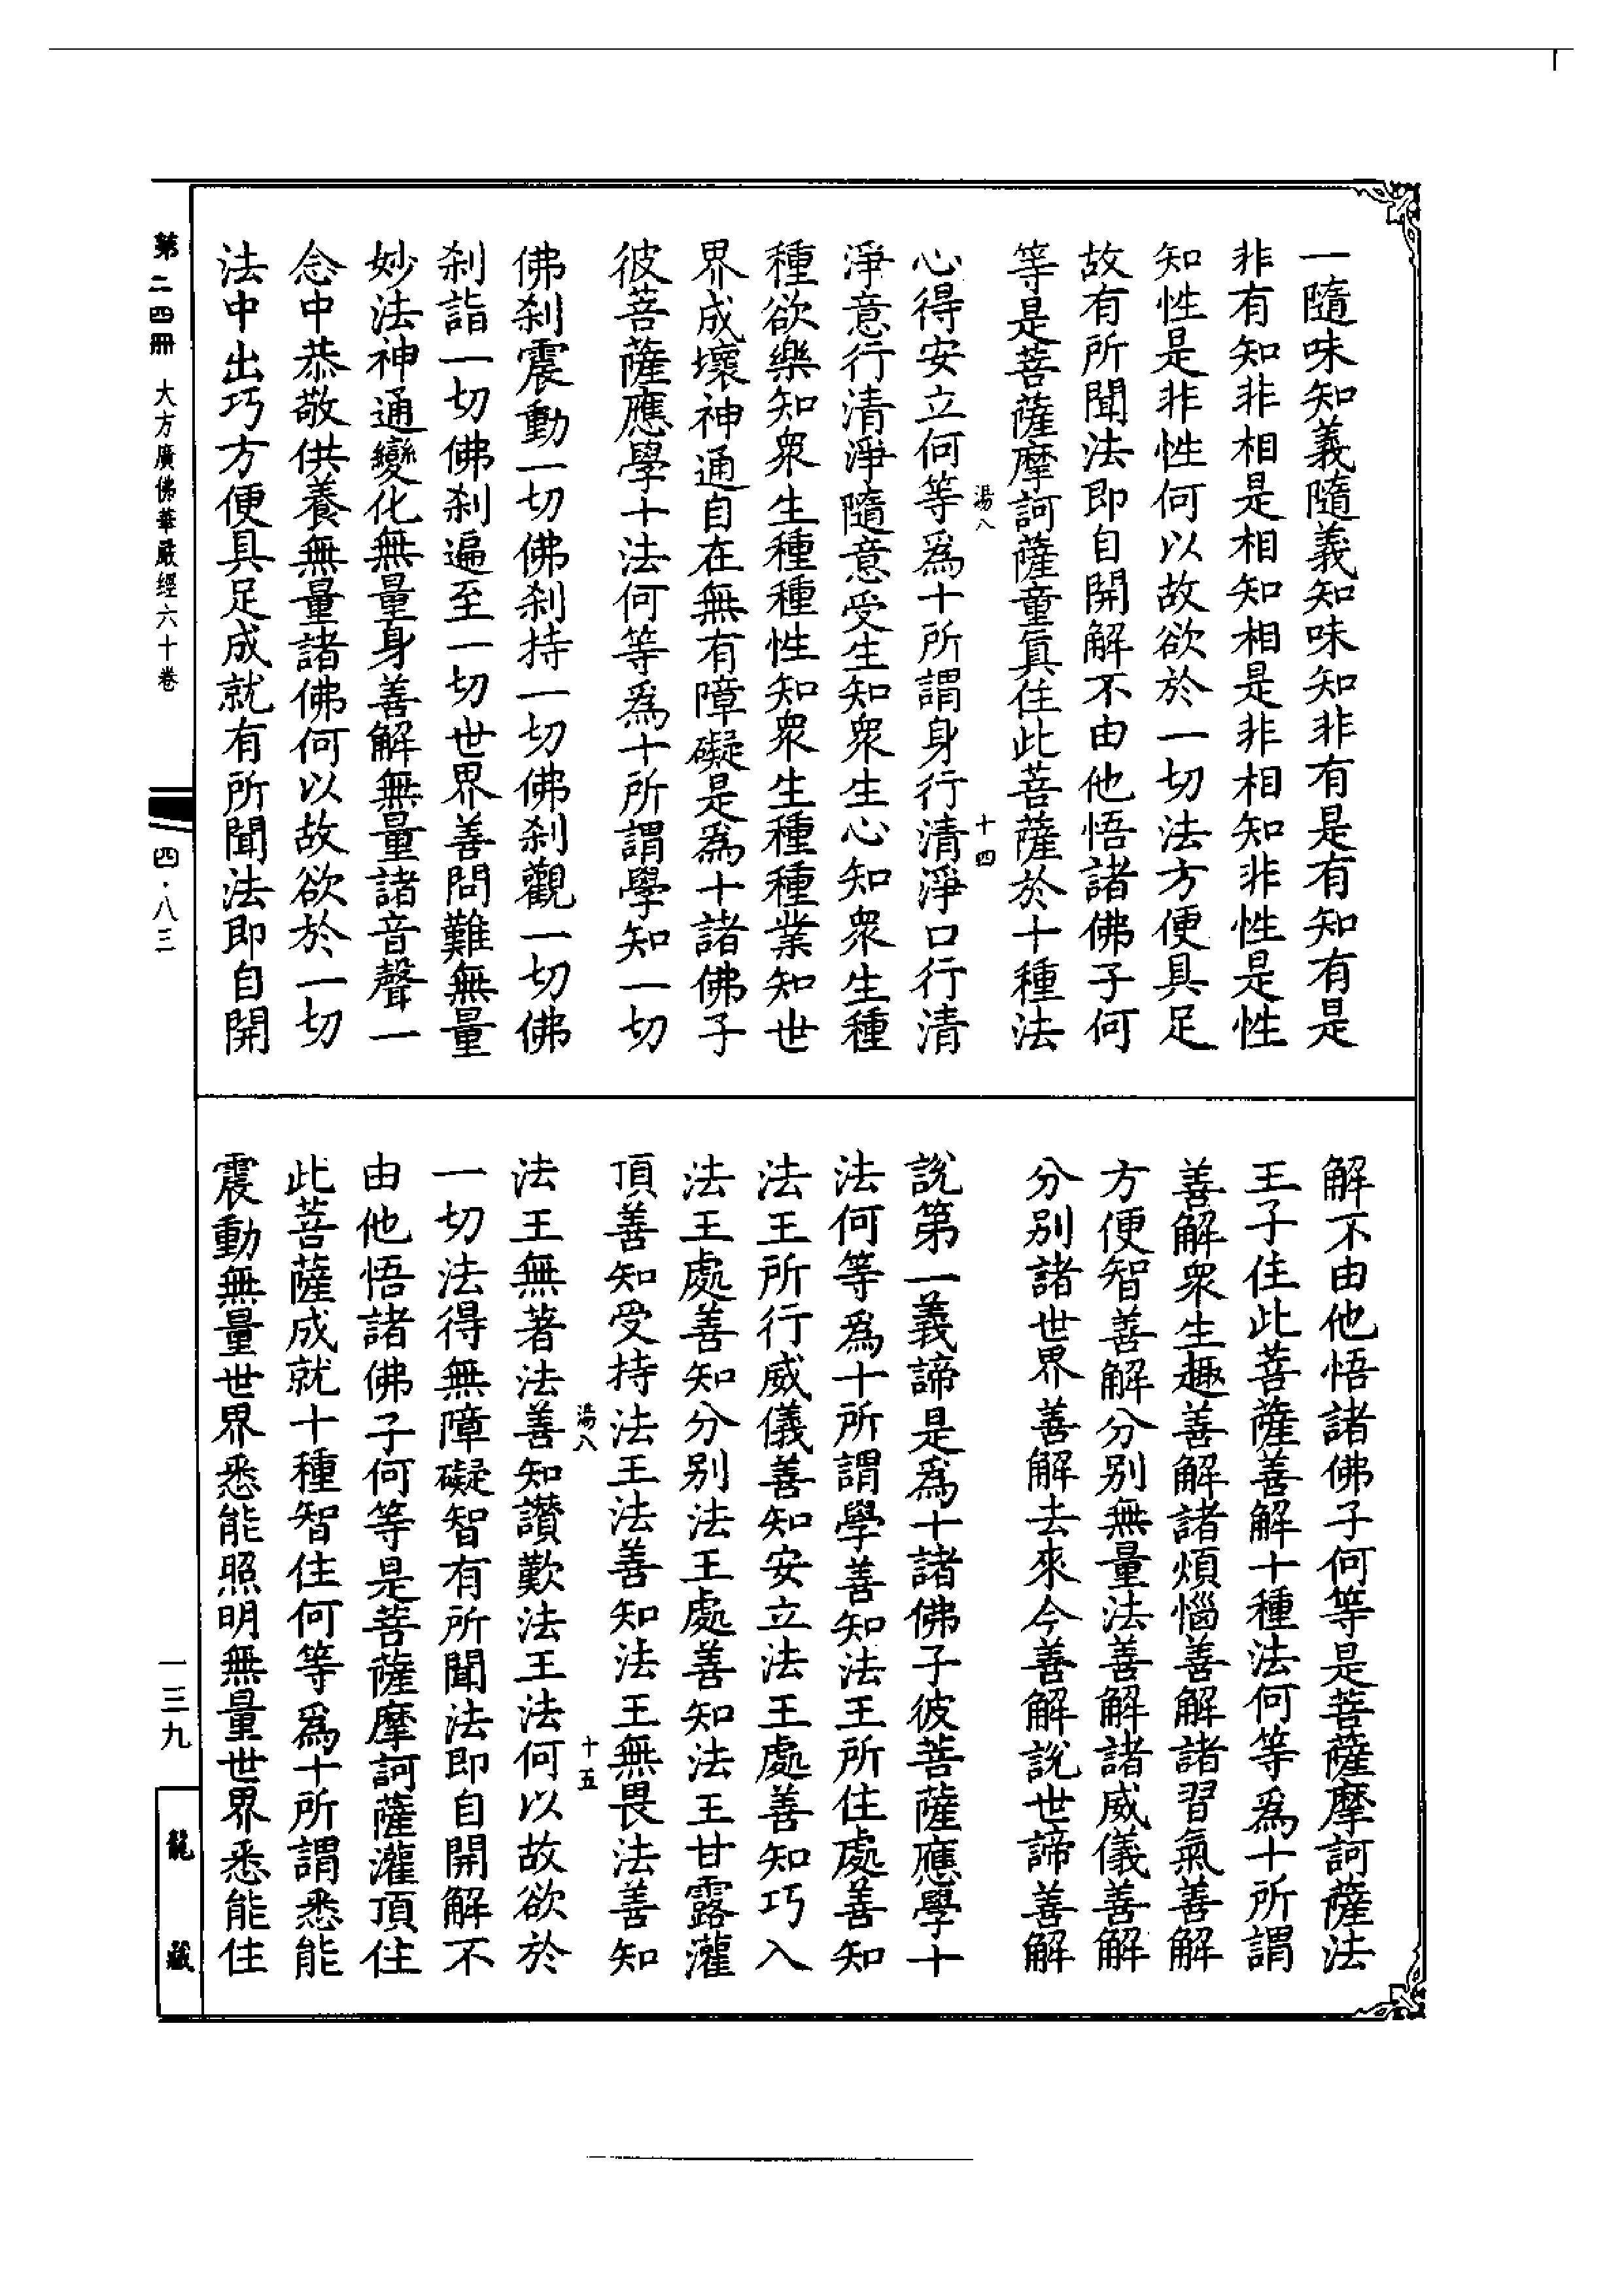 一隨味知義隨義知味知非有是有知有是
非有知非相是相知相是非相知非性是性
知性是非性何以故欲於一切法方便具足
故有所聞法即自開解不由他悟諸佛子何
等是菩薩摩訶薩童真住此菩薩於十種法
湯八
十四
心得安立何等為十所謂身行清淨口行清
淨意行清淨隨意受生知眾生心知眾生種
種欲樂知眾生種種性知眾生種種業知世
界成壞神通自在無有障礙是為十諸佛子
彼菩薩應學十法何等為十所謂學知一切
佛剎震動一切佛剎持一切佛剎觀一切佛
剎詣一切佛剎遍至一切世界善問難無量
妙法神通變化無量身善解無量諸音聲一
念中恭敬供養無量諸佛何以故欲於一切
法中出巧方便具足成就有所聞法即自開
解不由他悟諸佛子何等是菩薩摩訶薩法
王子住此菩薩善解十種法何等為十所謂
善解眾生趣善解諸煩惱善解諸習氣善解
方便智善解分別無量法善解諸威儀善解
分別諸世界善解去來今善解說世諦善解
說第一義諦是為十諸佛子彼菩薩應學十
法何等為十所謂學善知法王所住處善知
法王所行威儀善知安立法王處善知巧入
法王處善知分別法王處善知法王甘露灌
頂善知受持法王法善知法王無畏法善知
湯八
十五
法王無著法善知讚歎法王法何以故欲於
一切法得無障礙智有所聞法即自開解不
由他悟諸佛子何等是菩薩摩訶薩灌頂住
此菩薩成就十種智住何等為十所謂悉能
震動無量世界悉能照明無量世界悉能住
第二四冊 大方廣佛華嚴經六十卷
四·八三
一三九
龍藏